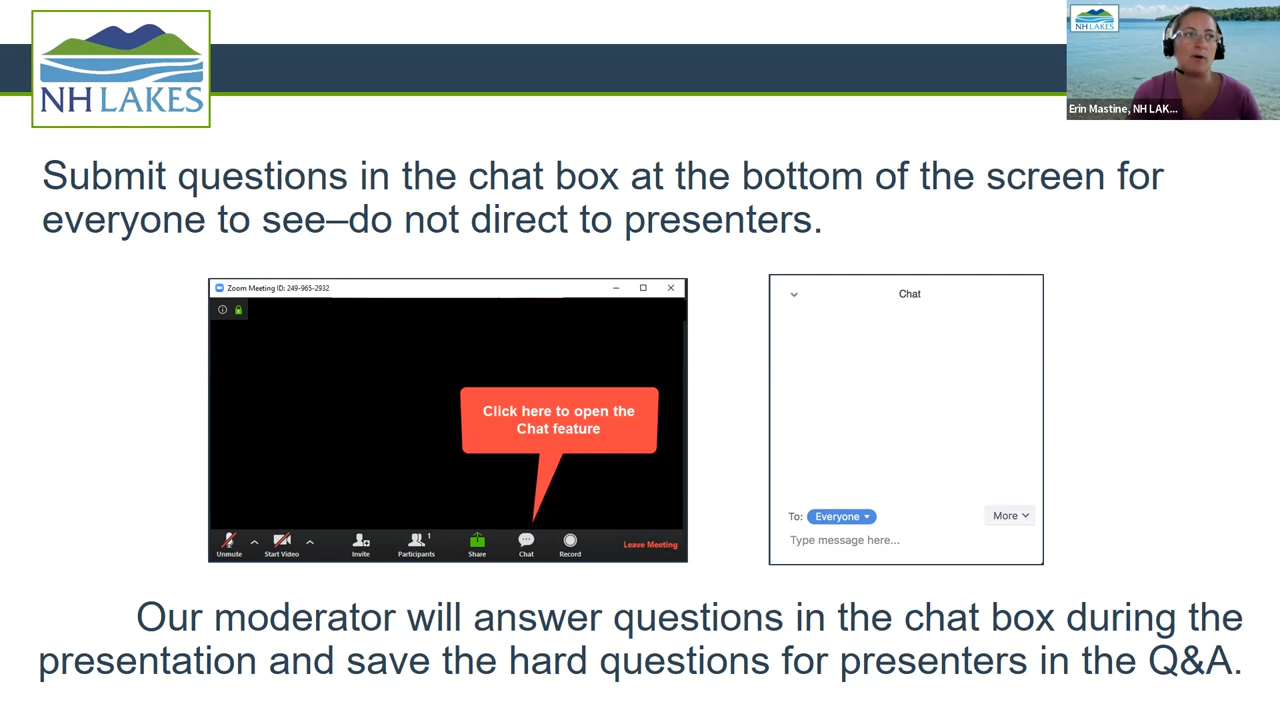 NH LAKES
NH LAKES
Erin Mastine, NH LAK...
Submit questions in the chat box at the bottom of the screen for
everyone to see–do not direct to presenters.
Zoom Meeting ID: 249-965-2932
Click here to open the
Chat feature
Unmute
Start Video
Invite
1
Participants
Share
Chat
Record
Leave Meeting
Chat
To: Everyone
More
Type message here...
Our moderator will answer questions in the chat box during the
presentation and save the hard questions for presenters in the Q&A.